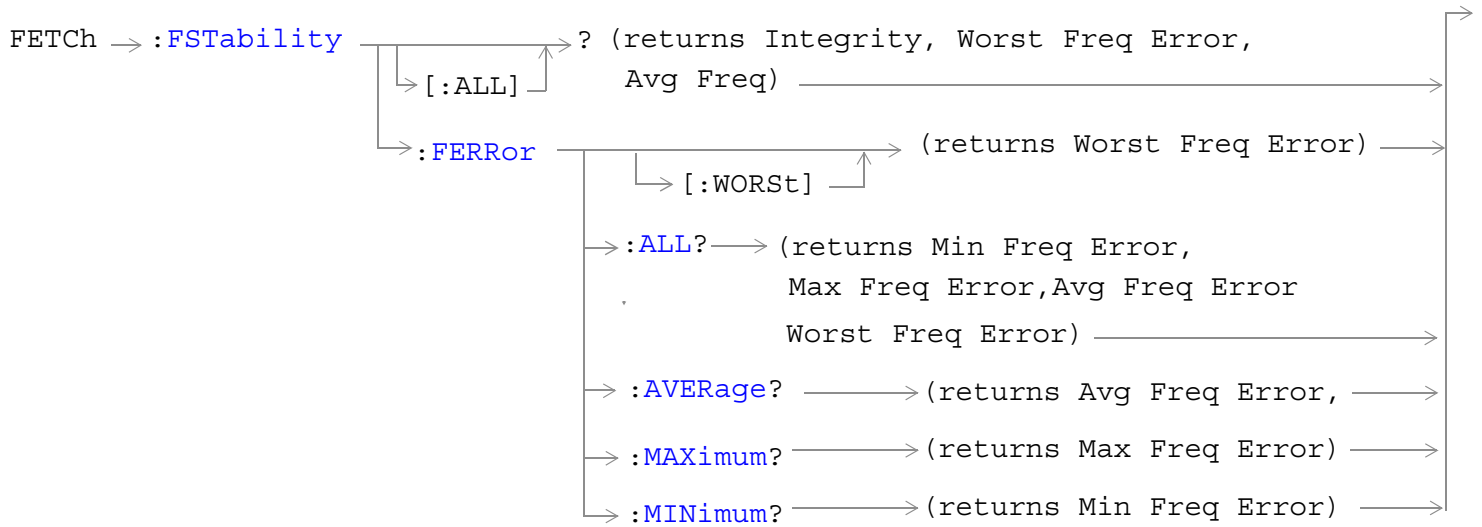 FETCh :FSTability ? (returns Integrity, Worst Freq Error,
[:ALL] Avg Freq)
:FERRor (returns Worst Freq Error)
[:WORSt]
:ALL? (returns Min Freq Error,
Max Freq Error,Avg Freq Error
Worst Freq Error)
:AVERage? (returns Avg Freq Error,
:MAXimum? (returns Max Freq Error)
:MINimum? (returns Min Freq Error)